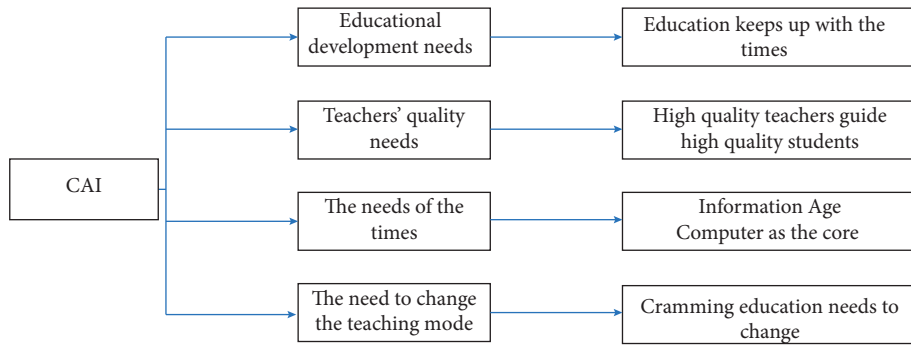 CAI
Educational
development needs
Education keeps up with the
times
Teachers’ quality
needs
High quality teachers guide
high quality students
The needs of the
times
Information Age
Computer as the core
The need to change
the teaching mode
Cramming education needs to
change